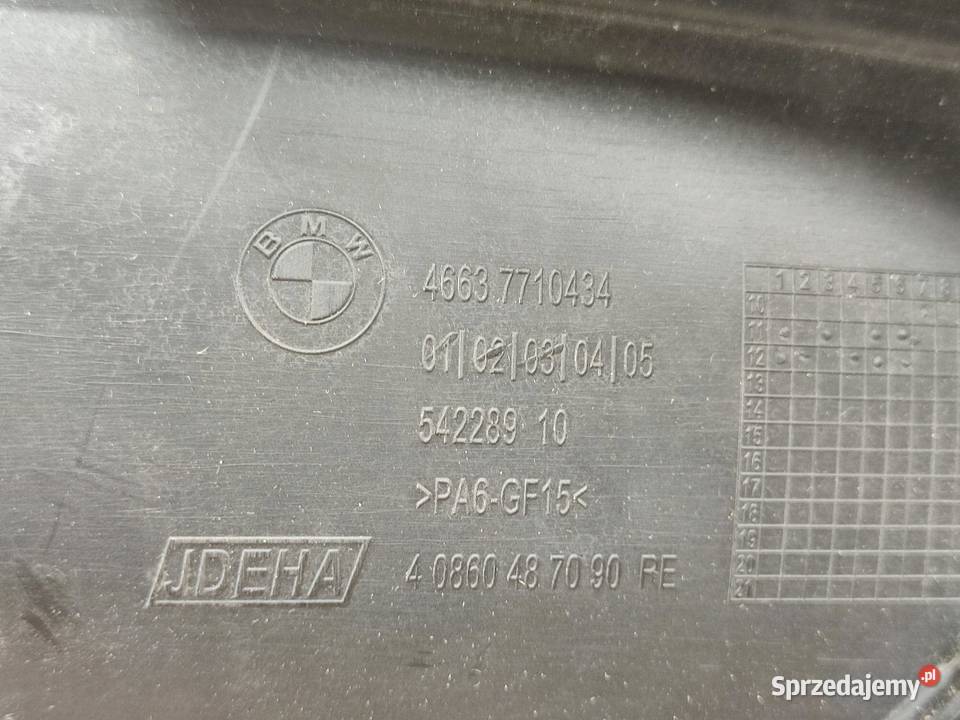 BMW
46637710434
01|02|03|04|05
542289 10
>PA6-GF15<
JDEHA
4 0860 48 70 90 RE
1 2 3 4 5 6 7 8
10
11
12
13
14
15
16
17
18
19
20
21
Sprzedajemy.pl